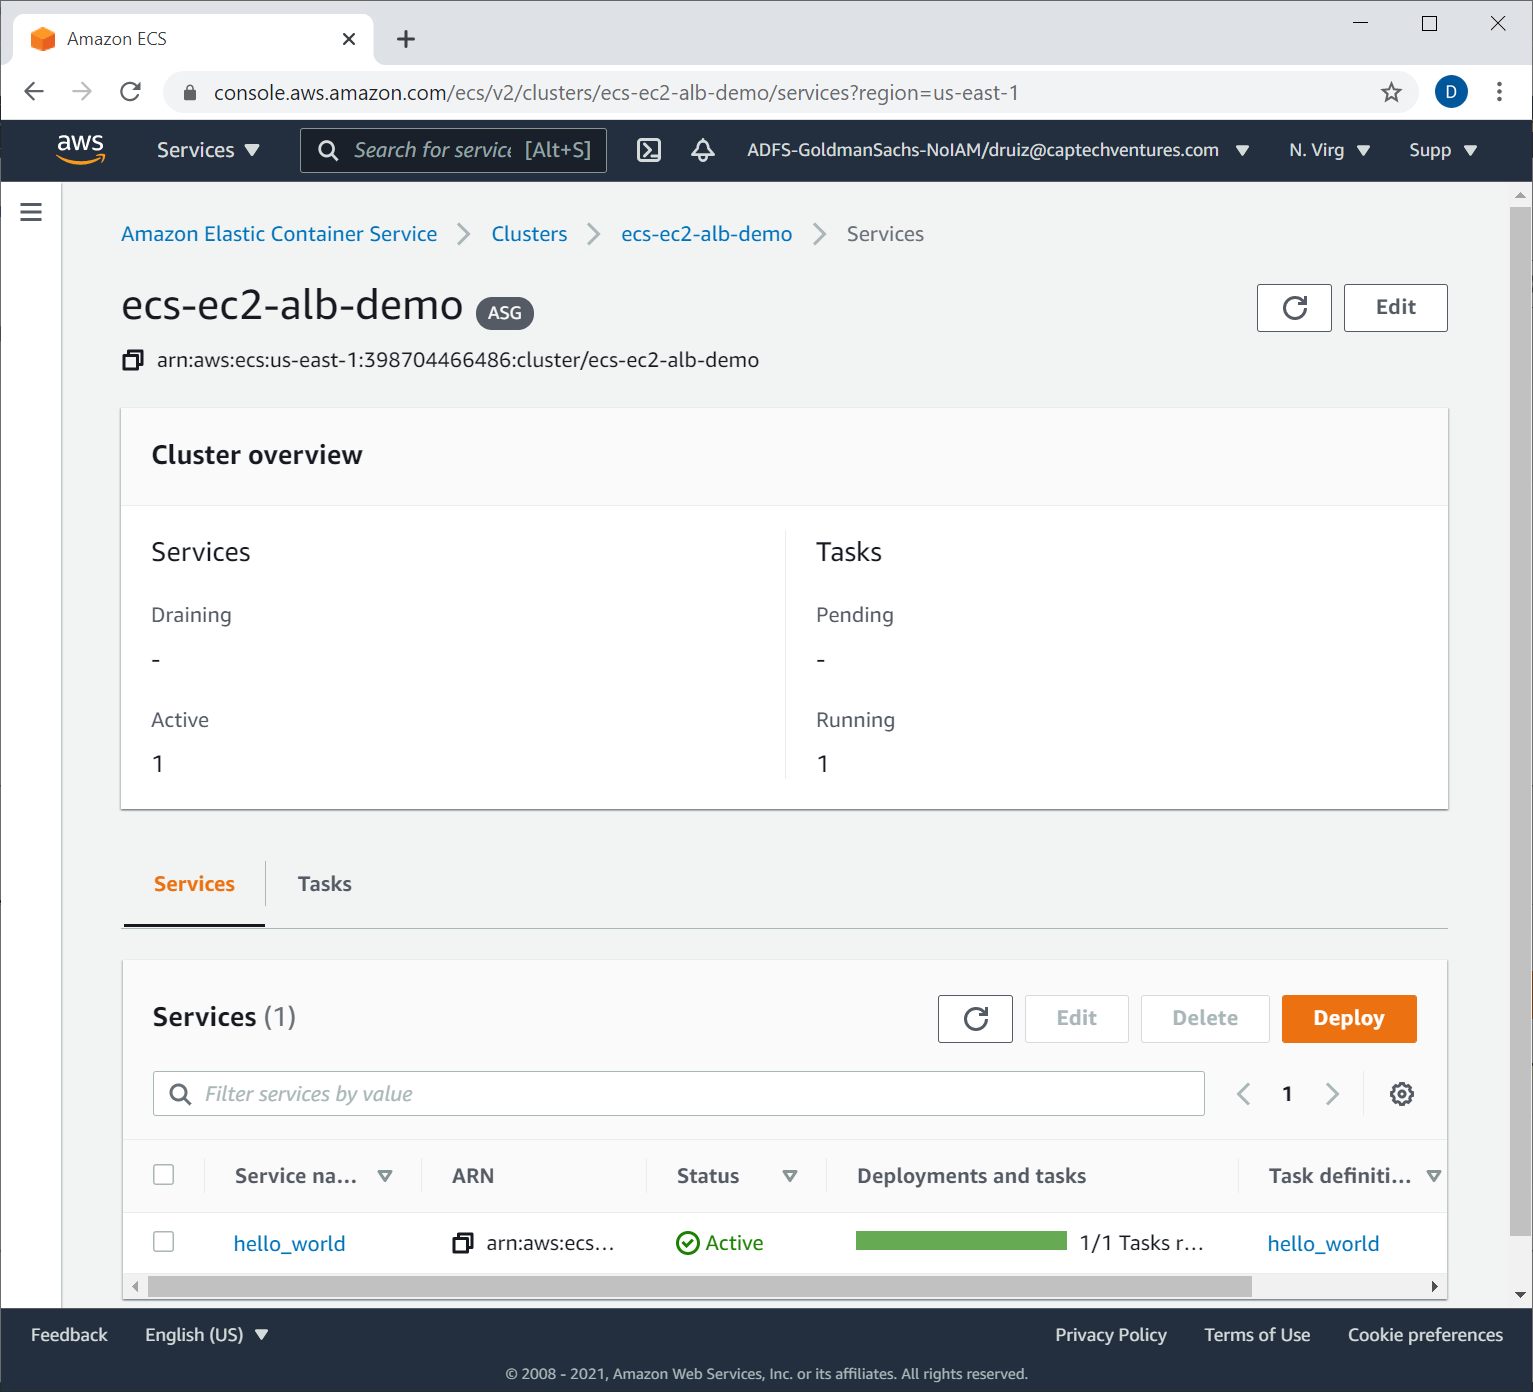 Amazon ECS
console.aws.amazon.com/ecs/v2/clusters/ecs-ec2-alb-demo/services?region=us-east-1
D
aws
Services
Search for service [Alt+S]
ADFS-GoldmanSachs-NoIAM/druiz@captechventures.com
N. Virg
Supp
Amazon Elastic Container Service
Clusters
ecs-ec2-alb-demo
Services
ecs-ec2-alb-demo
ASG
Edit
arn:aws:ecs:us-east-1:398704466486:cluster/ecs-ec2-alb-demo
Cluster overview
Services
Draining
-
Active
1
Tasks
Pending
-
Running
1
Services
Tasks
Services (1)
Edit
Delete
Deploy
Filter services by value
1
Service na...
ARN
Status
Deployments and tasks
Task definiti...
hello_world
arn:aws:ecs...
Active
1/1 Tasks r...
hello_world
Feedback
English (US)
Privacy Policy
Terms of Use
Cookie preferences
© 2008 - 2021, Amazon Web Services, Inc. or its affiliates. All rights reserved.